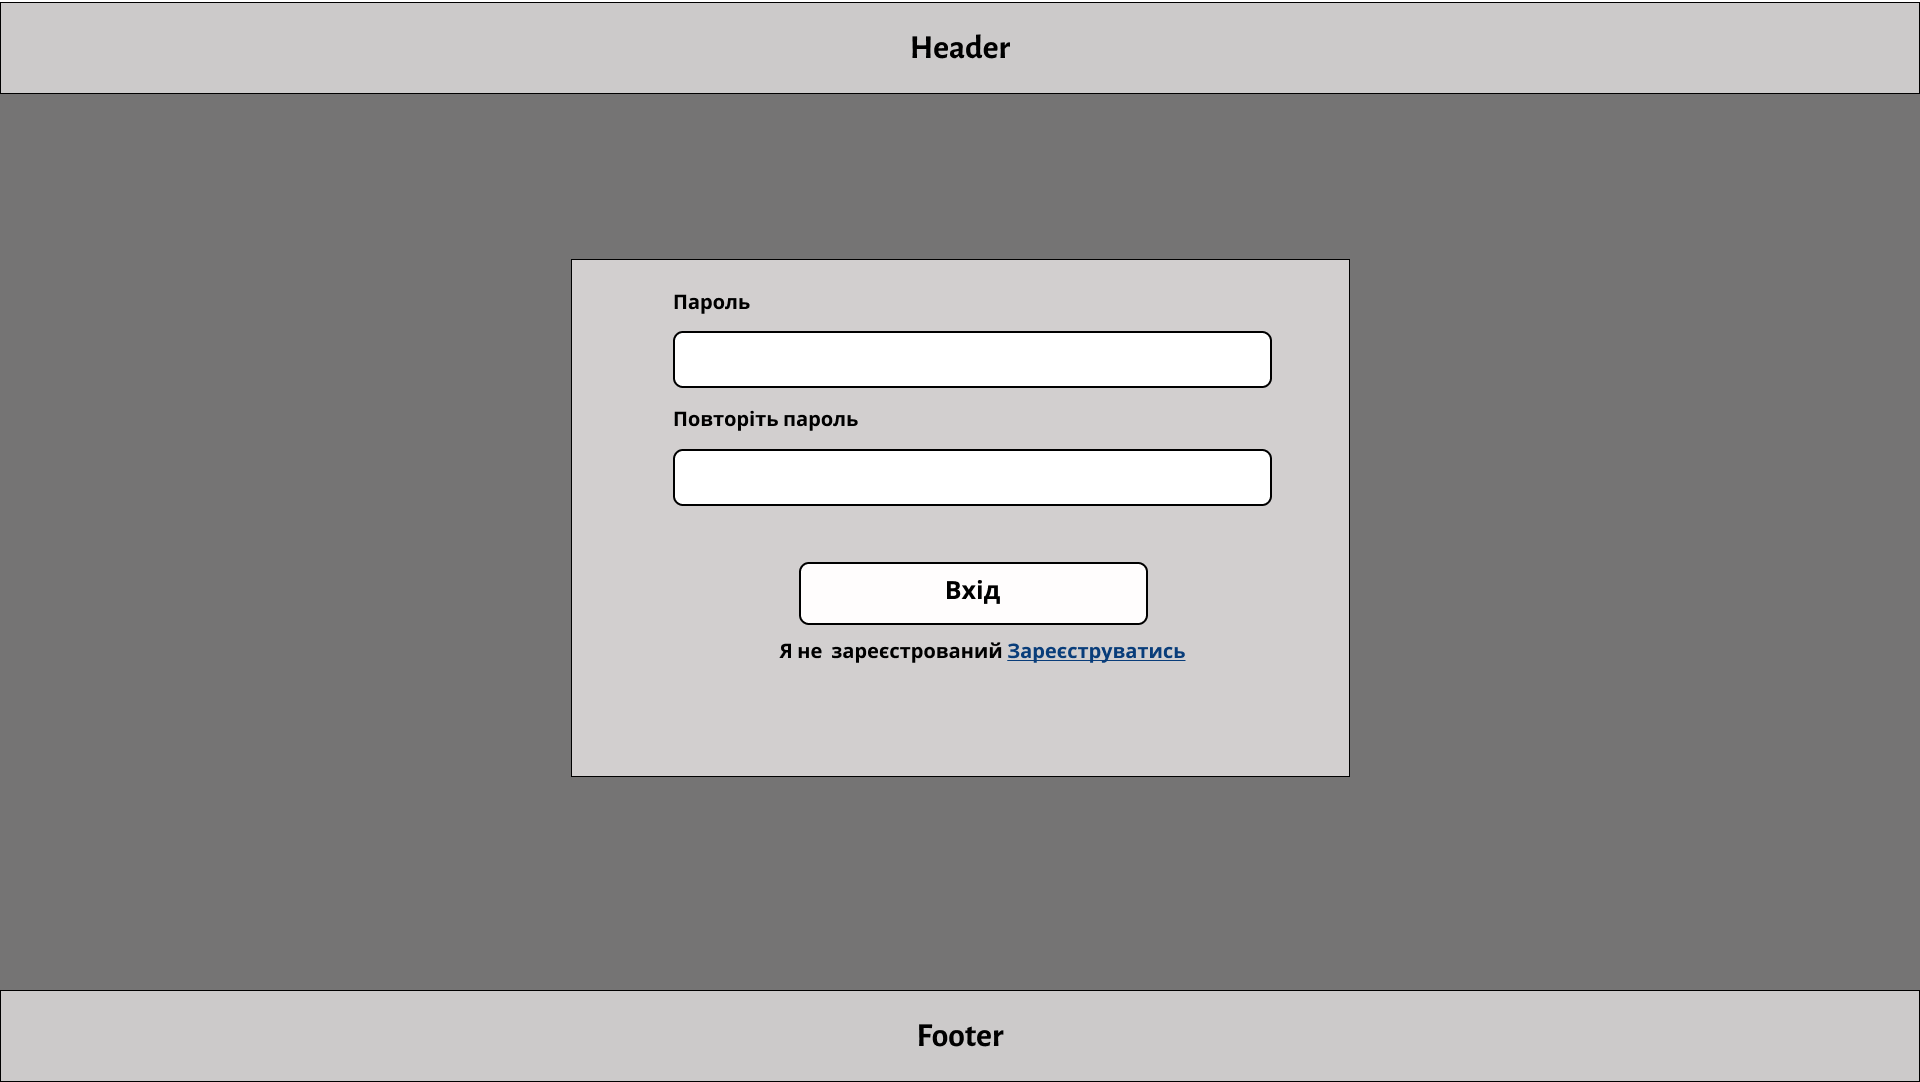 Header
Пароль
Повторіть пароль
Вхід
Я не  зареєстрований Зареєструватись
Footer